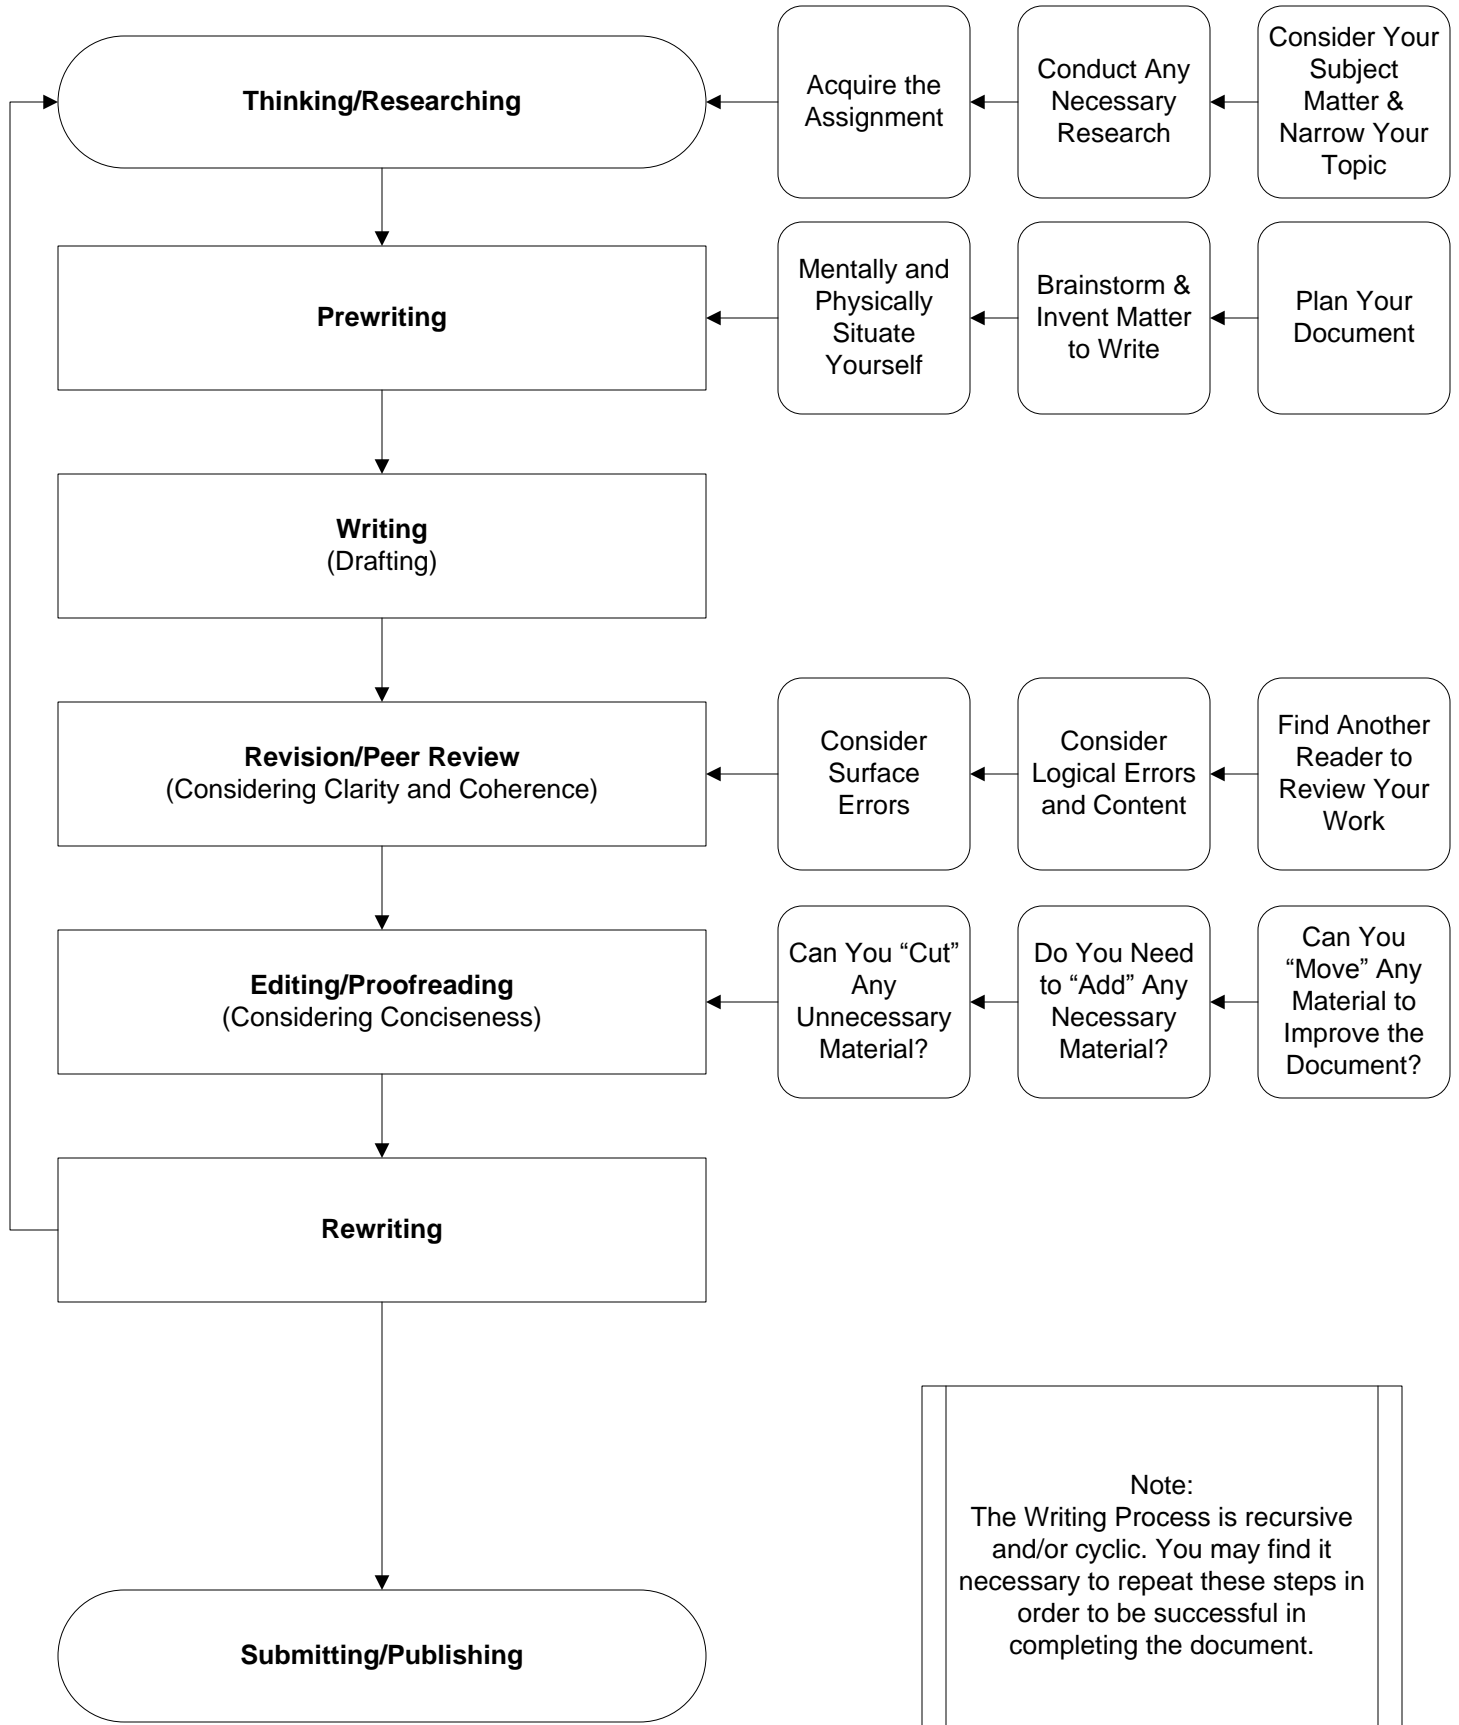 Thinking/Researching
Acquire the
Assignment
Conduct Any
Necessary
Research
Consider Your
Subject
Matter &
Narrow Your
Topic
Prewriting
Mentally and
Physically
Situate
Yourself
Brainstorm &
Invent Matter
to Write
Plan Your
Document
Writing
(Drafting)
Revision/Peer Review
(Considering Clarity and Coherence)
Consider
Surface
Errors
Consider
Logical Errors
and Content
Find Another
Reader to
Review Your
Work
Editing/Proofreading
(Considering Conciseness)
Can You “Cut”
Any
Unnecessary
Material?
Do You Need
to “Add” Any
Necessary
Material?
Can You
“Move” Any
Material to
Improve the
Document?
Rewriting
Submitting/Publishing
Note:
The Writing Process is recursive
and/or cyclic. You may find it
necessary to repeat these steps in
order to be successful in
completing the document.